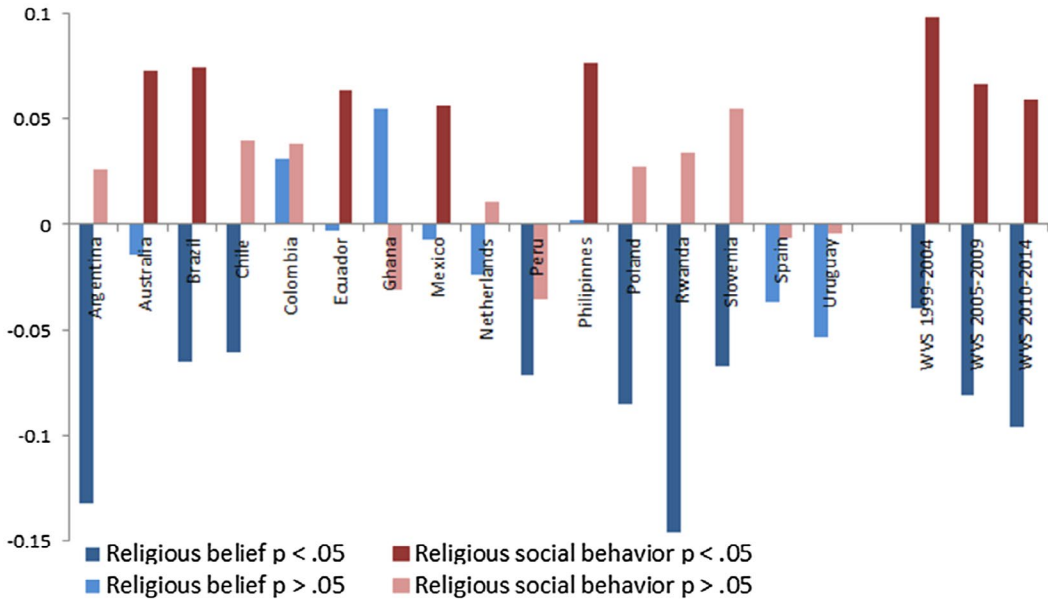 0.1
0.05
0
-0.05
-0.1
-0.15
Argentina
Australia
Brazil
Chile
Colombia
Ecuador
Ghana
Mexico
Netherlands
Peru
Philipinnes
Poland
Rwanda
Slovenia
Spain
Uruguay
WVS 1999-2004
WVS 2005-2009
WVS 2010-2014
Religious belief p < .05
Religious social behavior p < .05
Religious belief p > .05
Religious social behavior p > .05